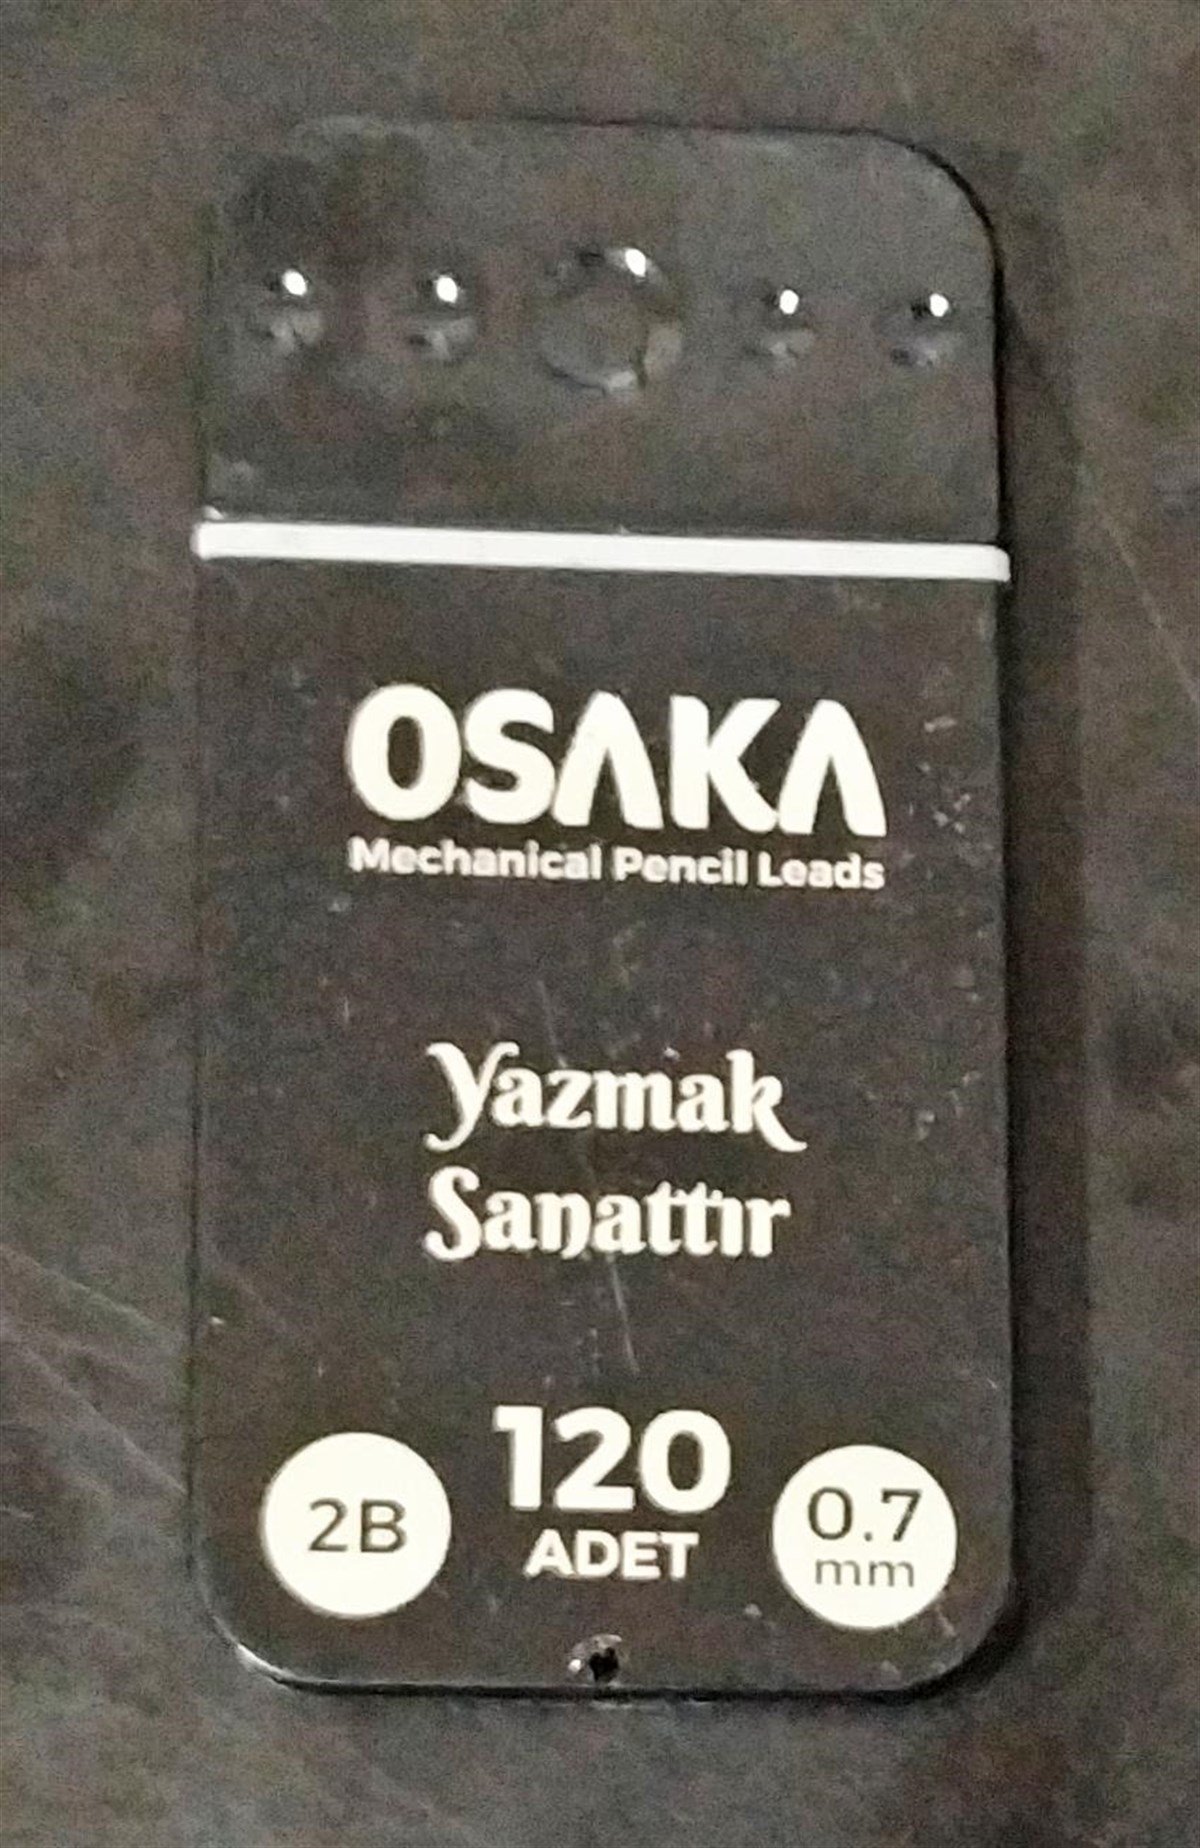 OSAKA
Mechanical Pencil Leads
Yazmak
Sanattır
120
ADET
2B
0.7
mm